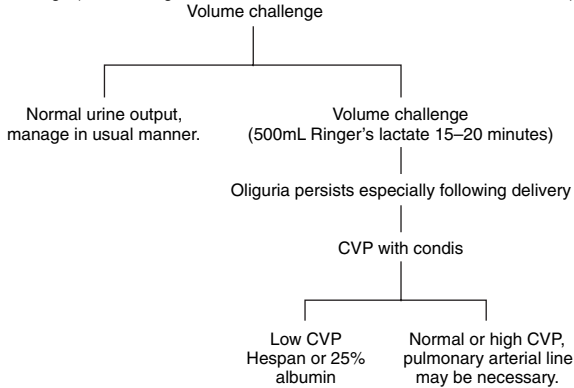 Volume challenge
Normal urine output,
manage in usual manner.
Volume challenge
(500mL Ringer’s lactate 15–20 minutes)
Oliguria persists especially following delivery
CVP with condis
Low CVP
Hespan or 25%
albumin
Normal or high CVP,
pulmonary arterial line
may be necessary.